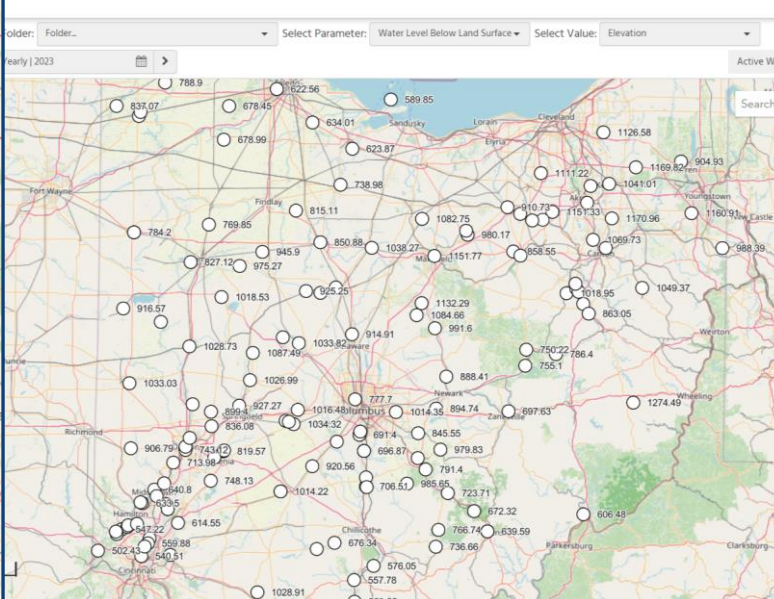 older: Folder... Select Parameter: Water Level Below Land Surface Select Value: Elevation
Yearly | 2023 Active W
788.9
622.56
Search
837.07 678.45 589.85
634.01 Sandusky Lorain Cleveland
678.99 Elyria 1126.58
623.87
904.93
1169.82
1111.22
738.98 1041.01
Fort Wayne Youngstown
Findlay 815.11 910.73 1151.33 1160.91
1082.75 1170.96 New Castle
769.85
784.2 980.17
850.88 1038.27 1069.73 988.39
945.9 858.55
827.12 975.27 1151.77
1049.37
925.25 1018.95
1018.53
916.57 1132.29
1084.66 863.05
991.6 Weirton
914.91
1028.73 1033.82
1087.49 750.22
786.4
755.1
1033.03 1026.99 888.41
Newark Wheeling
777.7
927.27 1016.48 1014.35 894.74 697.63 1274.49
899.4
836.08 1034.32
Richmond 691.4 845.55
906.79 743.12 819.57 696.87 979.83
713.98 920.56 791.4
748.13 706.51 985.65
640.8 1014.22 723.71
633.5
Hamilton 672.32 606.48
614.55
547.22 Chillicothe 766.74 639.59
559.88 676.34 736.66 Parkersburg Clarksburg
502.43 540.51
576.05
Cincinnati
557.78
1028.91